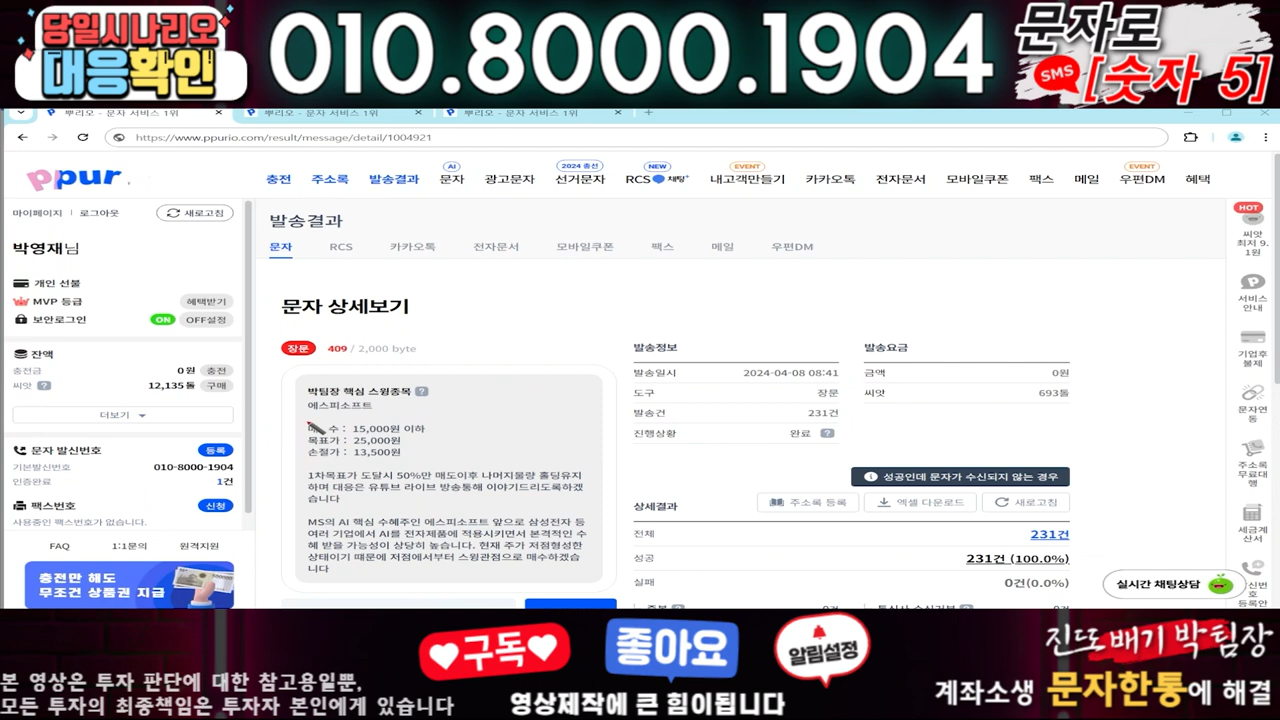 당일시나리오
대응확인
010.8000.1904
문자로
SMS
[숫자 5]
뿌리오 - 문자 서비스 1위
뿌리오 - 문자 서비스 1위
뿌리오 - 문자 서비스 1위
https://www.ppurio.com/result/message/detail/1004921
ppur
충전
주소록
발송결과
AI
문자
광고문자
2024 총선
선거문자
NEW
RCS 채팅+
EVENT
내고객만들기
카카오톡
전자문서
모바일쿠폰
팩스
메일
EVENT
우편DM
혜택
마이페이지 | 로그아웃
새로고침
박영재님
개인 선불
MVP 등급
혜택받기
보안로그인
ON
OFF설정
잔액
충전금
0원
충전
씨앗 ?
12,135톨
구매
더보기
문자 발신번호
등록
기본발신번호
010-8000-1904
인증완료
1건
팩스번호
신청
사용중인 팩스번호가 없습니다.
FAQ
1:1문의
원격지원
충전만 해도
무조건 상품권 지급
발송결과
문자
RCS
카카오톡
전자문서
모바일쿠폰
팩스
메일
우편DM
문자 상세보기
장문
409 / 2,000 byte
박팀장 핵심 스윙종목 ?
에스피소프트
수 : 15,000원 이하
목표가 : 25,000원
손절가 : 13,500원
1차목표가 도달시 50%만 매도이후 나머지물량 홀딩유지
하며 대응은 유튜브 라이브 방송통해 이야기드리도록하겠
습니다
MS의 AI 핵심 수혜주인 에스피소프트 앞으로 삼성전자 등
여러 기업에서 AI를 전자제품에 적용시키면서 본격적인 수
혜 받을 가능성이 상당히 높습니다. 현재 주가 저점형성한
상태이기 때문에 저점에서부터 스윙관점으로 매수하겠습
니다
발송정보
발송일시
2024-04-08 08:41
도구
장문
발송건
231건
진행상황
완료 ?
발송요금
금액
0원
씨앗
693톨
성공인데 문자가 수신되지 않는 경우
상세결과
주소록 등록
엑셀 다운로드
새로고침
전체
231건
성공
231건 (100.0%)
실패
0건(0.0%)
HOT
씨앗
최저 9.
1원
서비스
안내
기업후
불제
문자연
동
주소록
무료대
행
세금계
산서
실시간 채팅상담
본 영상은 투자 판단에 대한 참고용일뿐,
모든 투자의 최종책임은 투자자 본인에게 있습니다
구독
좋아요
알림설정
영상제작에 큰 힘이됩니다
진또배기 박팀장
계좌소생 문자한통에 해결